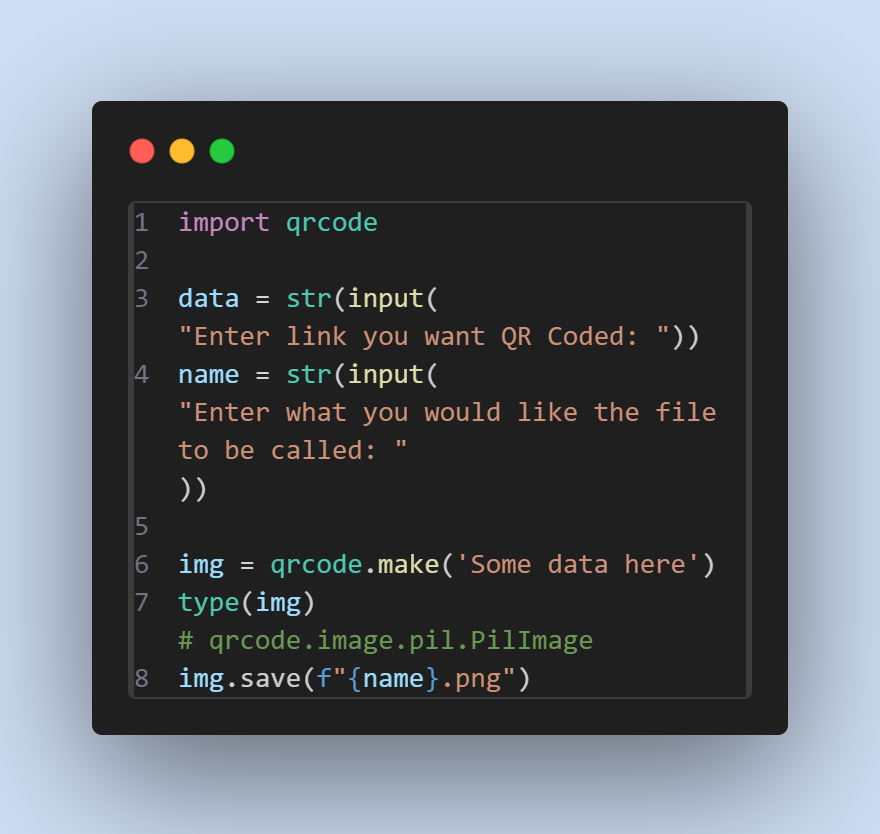 1 import qrcode
2
3 data = str(input(
"Enter link you want QR Coded: "))
4 name = str(input(
"Enter what you would like the file
to be called: "
))
5
6 img = qrcode.make('Some data here')
7 type(img)
# qrcode.image.pil.PilImage
8 img.save(f"{name}.png")